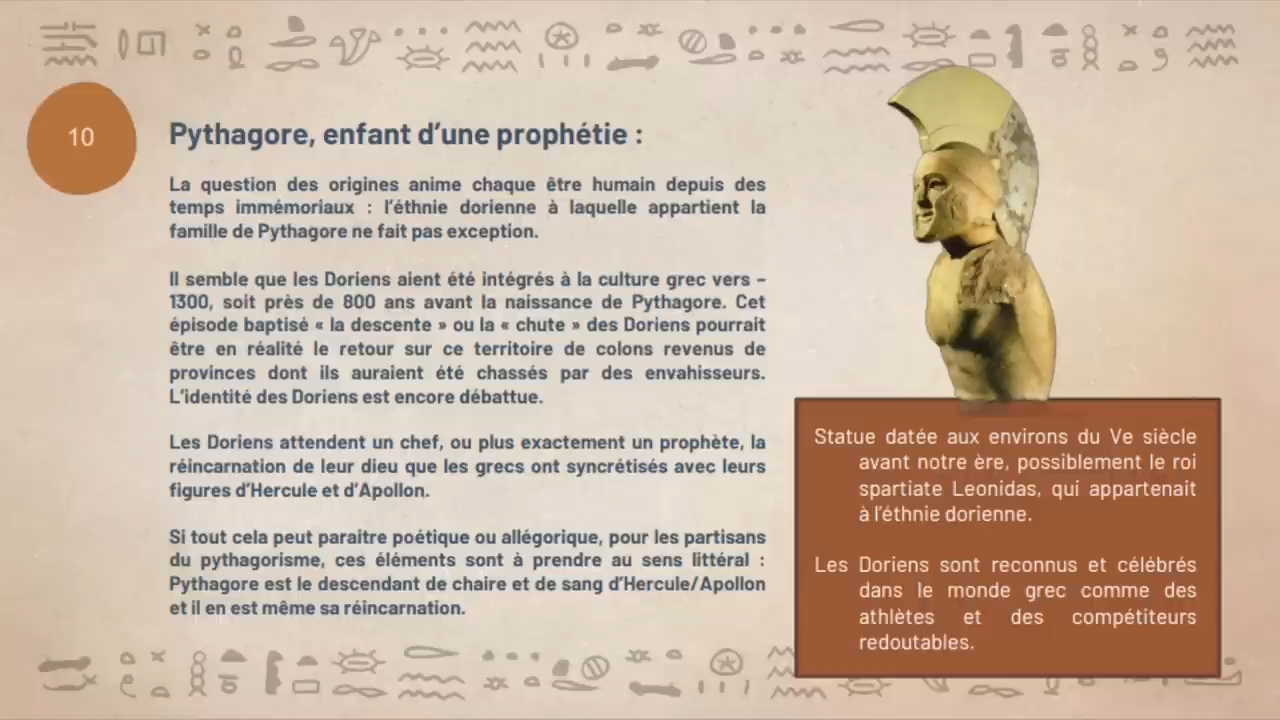 10
Pythagore, enfant d’une prophétie :
La question des origines anime chaque être humain depuis des
temps immémoriaux : l’éthnie dorienne à laquelle appartient la
famille de Pythagore ne fait pas exception.
Il semble que les Doriens aient été intégrés à la culture grec vers –
1300, soit près de 800 ans avant la naissance de Pythagore. Cet
épisode baptisé « la descente » ou la « chute » des Doriens pourrait
être en réalité le retour sur ce territoire de colons revenus de
provinces dont ils auraient été chassés par des envahisseurs.
L’identité des Doriens est encore débattue.
Les Doriens attendent un chef, ou plus exactement un prophète, la
réincarnation de leur dieu que les grecs ont syncrétisés avec leurs
figures d’Hercule et d’Apollon.
Si tout cela peut paraitre poétique ou allégorique, pour les partisans
du pythagorisme, ces éléments sont à prendre au sens littéral :
Pythagore est le descendant de chaire et de sang d’Hercule/Apollon
et il en est même sa réincarnation.
Statue datée aux environs du Ve siècle
avant notre ère, possiblement le roi
spartiate Leonidas, qui appartenait
à l’éthnie dorienne.
Les Doriens sont reconnus et célébrés
dans le monde grec comme des
athlètes et des compétiteurs
redoutables.